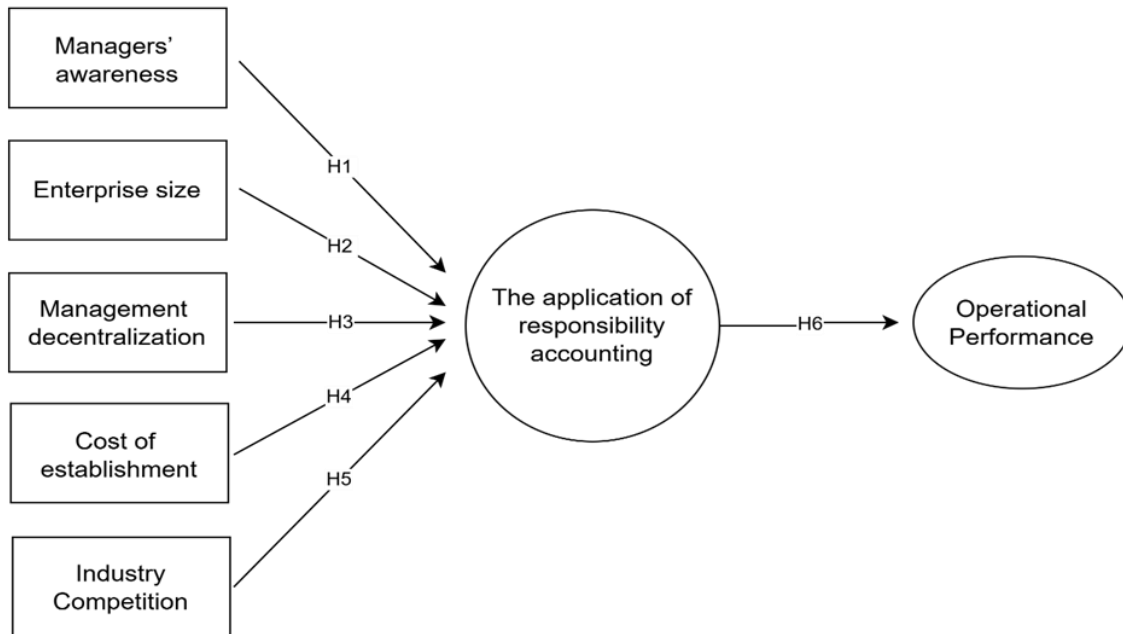 Managers’
awareness
H1
Enterprise size
H2
Management
decentralization
H3
Cost of
establishment
H4
Industry
Competition
H5
The application of
responsibility
accounting
H6
Operational
Performance